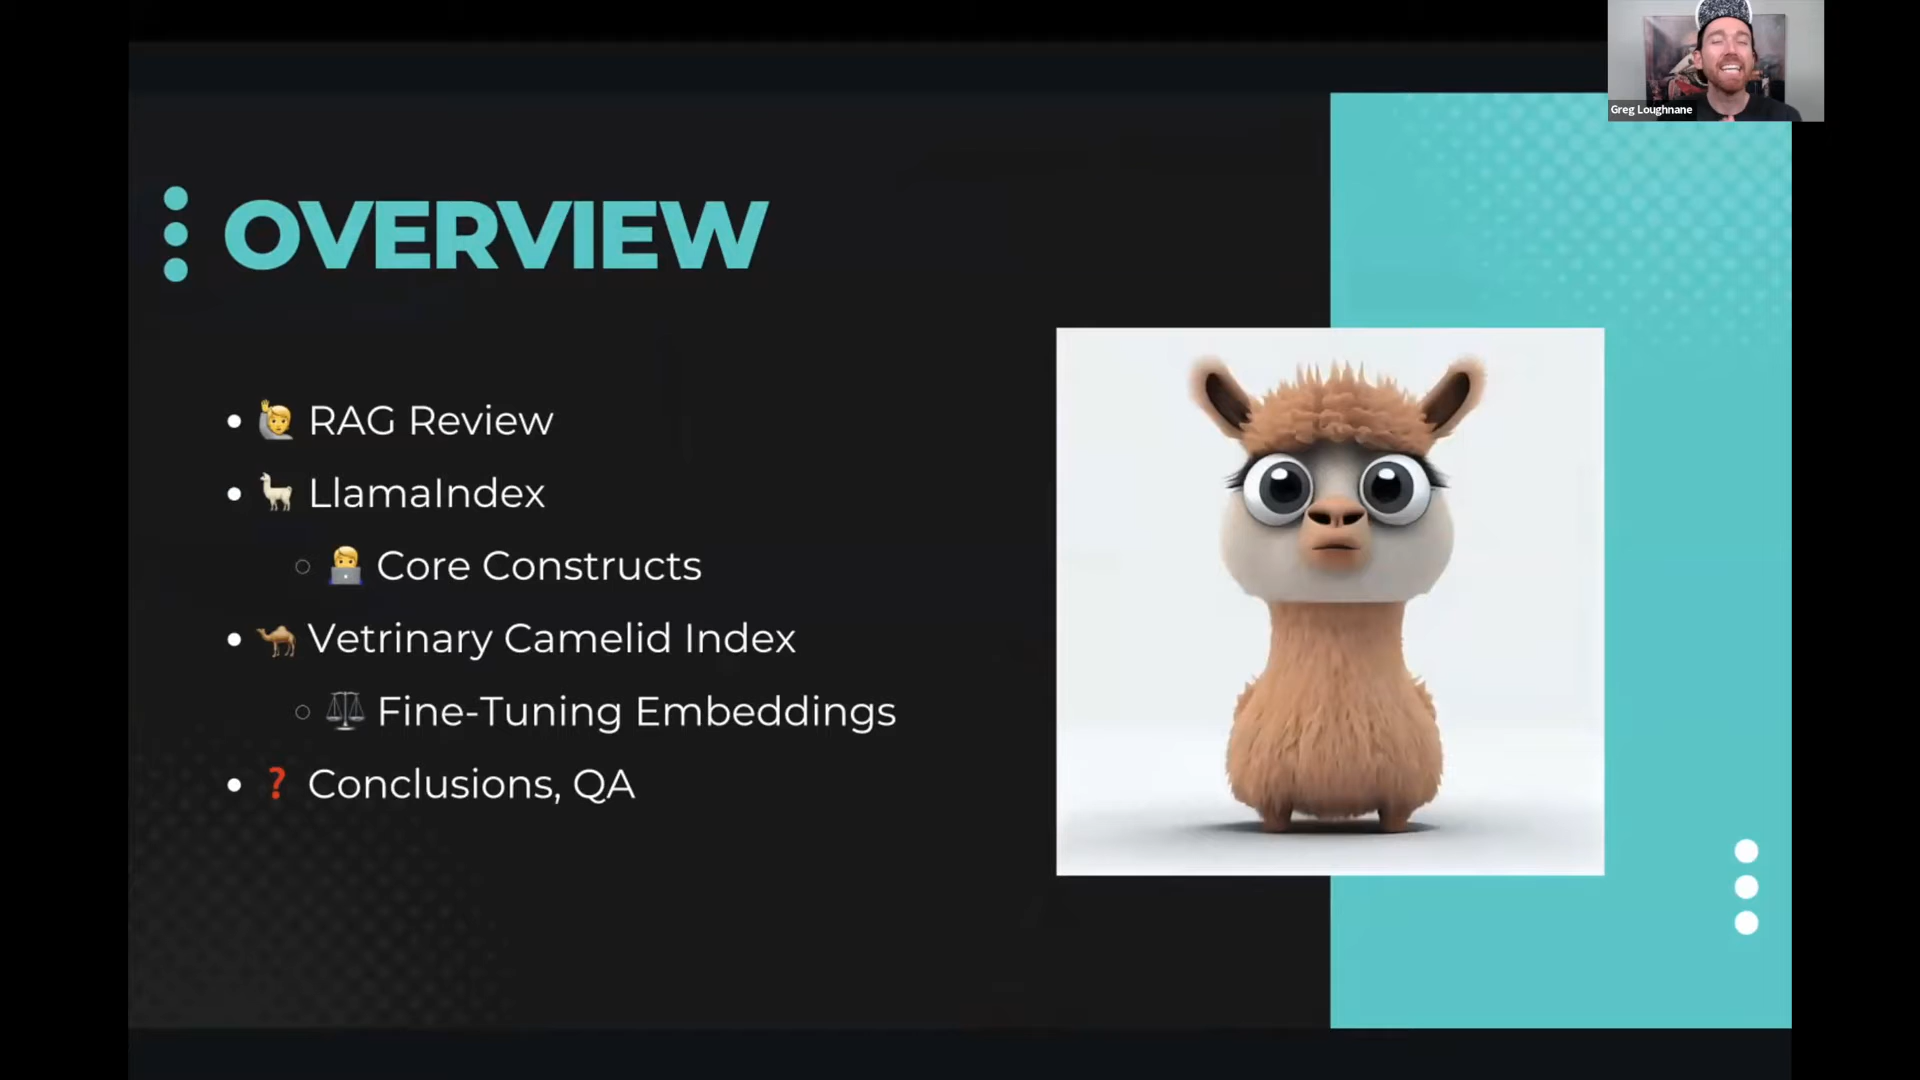 Greg Loughnane
OVERVIEW
RAG Review
LlamaIndex
Core Constructs
Vetrinary Camelid Index
Fine-Tuning Embeddings
Conclusions, QA